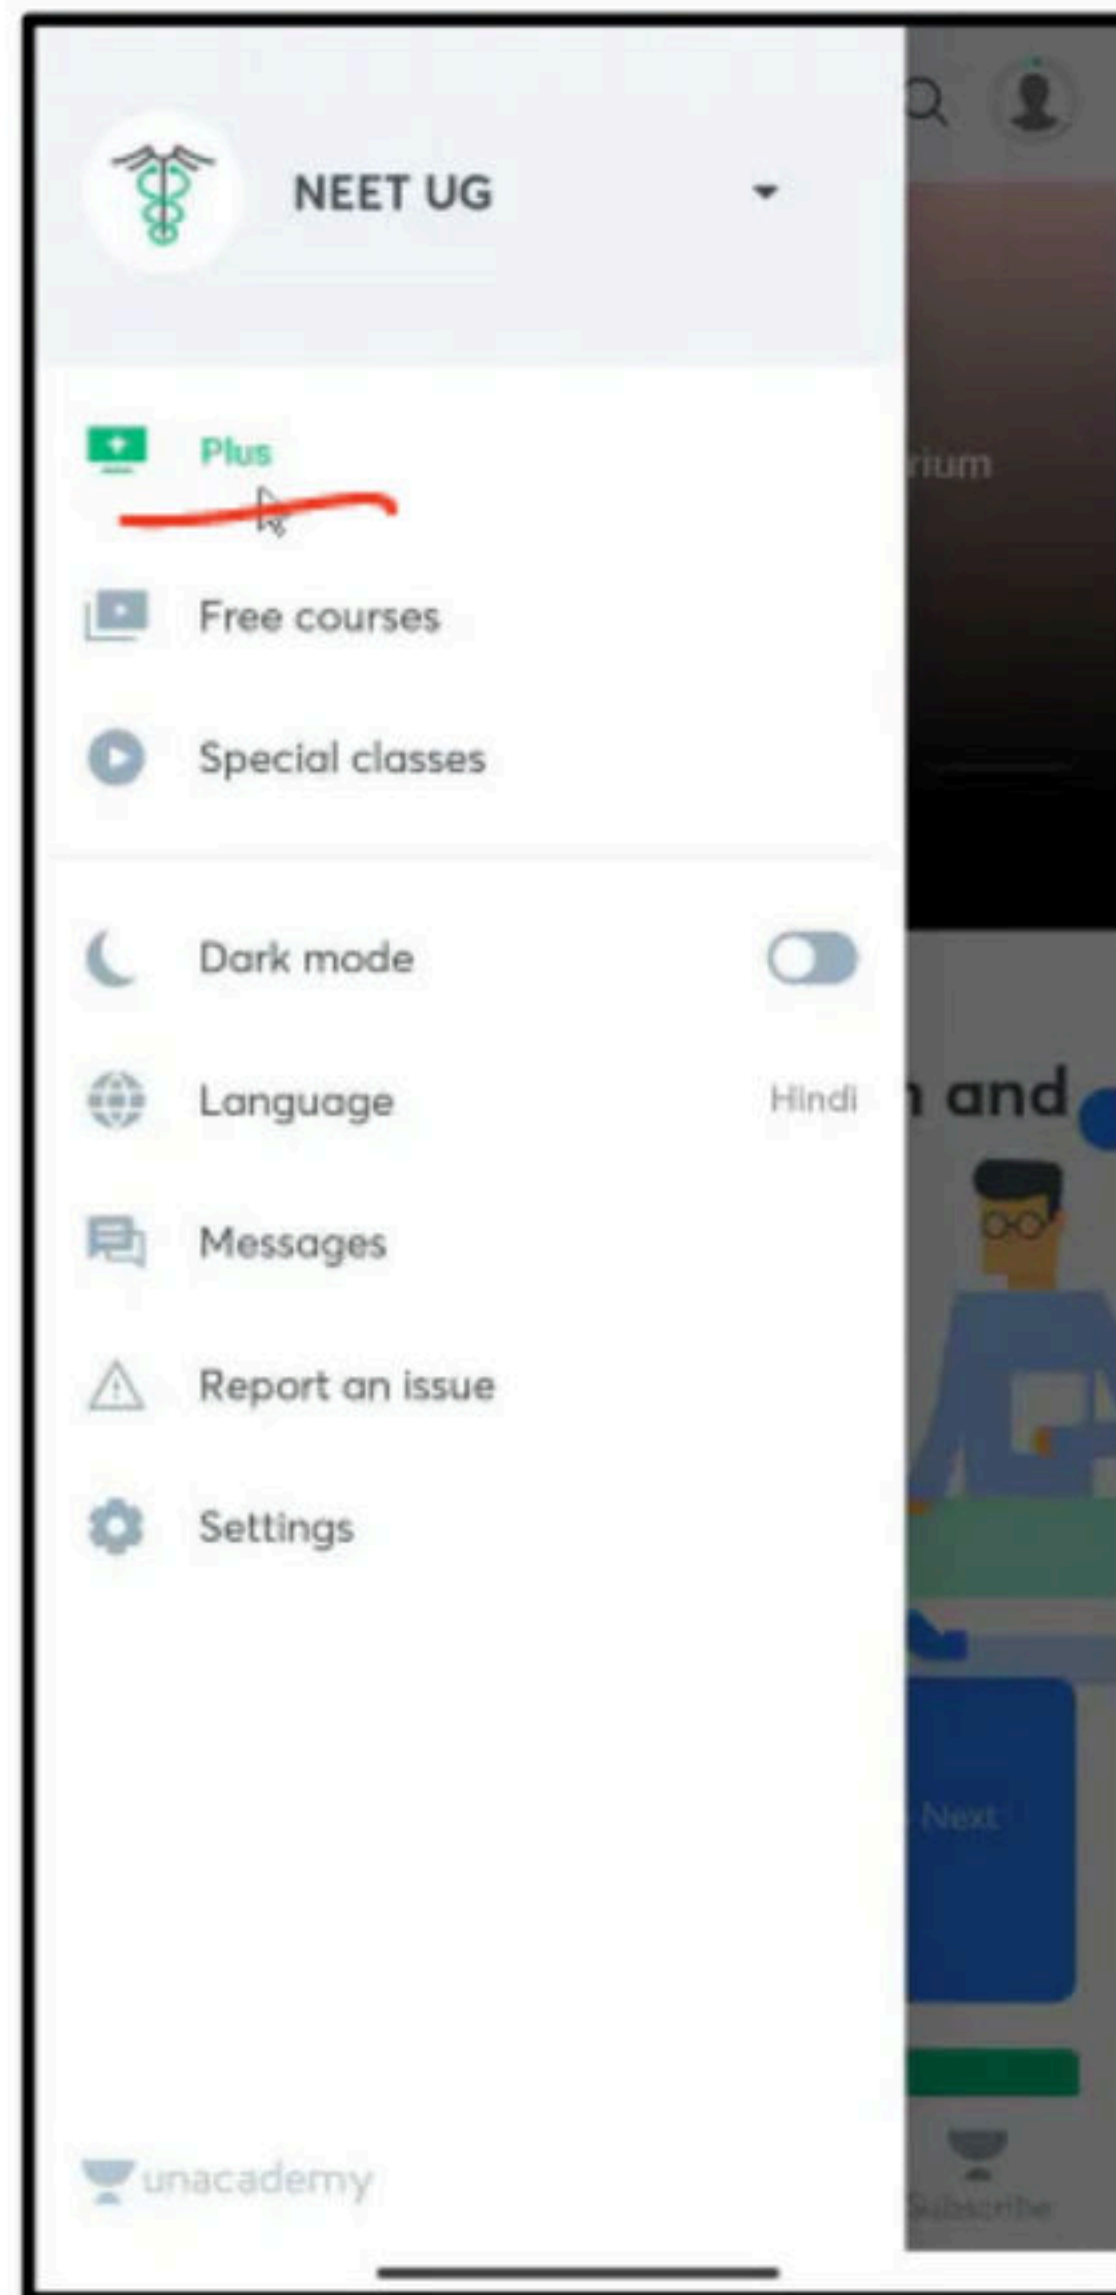 NEET UG
Plus
rium
Free courses
Special classes
Dark mode
Language Hindi
n and
Messages
Report an issue
Settings
Next
unacademy
Subscribe